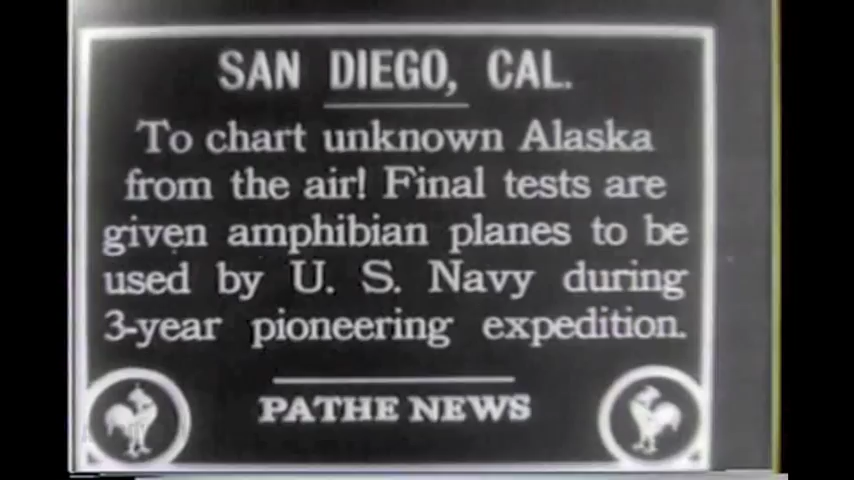 SAN DIEGO, CAL.
To chart unknown Alaska
from the air! Final tests are
given amphibian planes to be
used by U. S. Navy during
3-year pioneering expedition.
PATHE NEWS